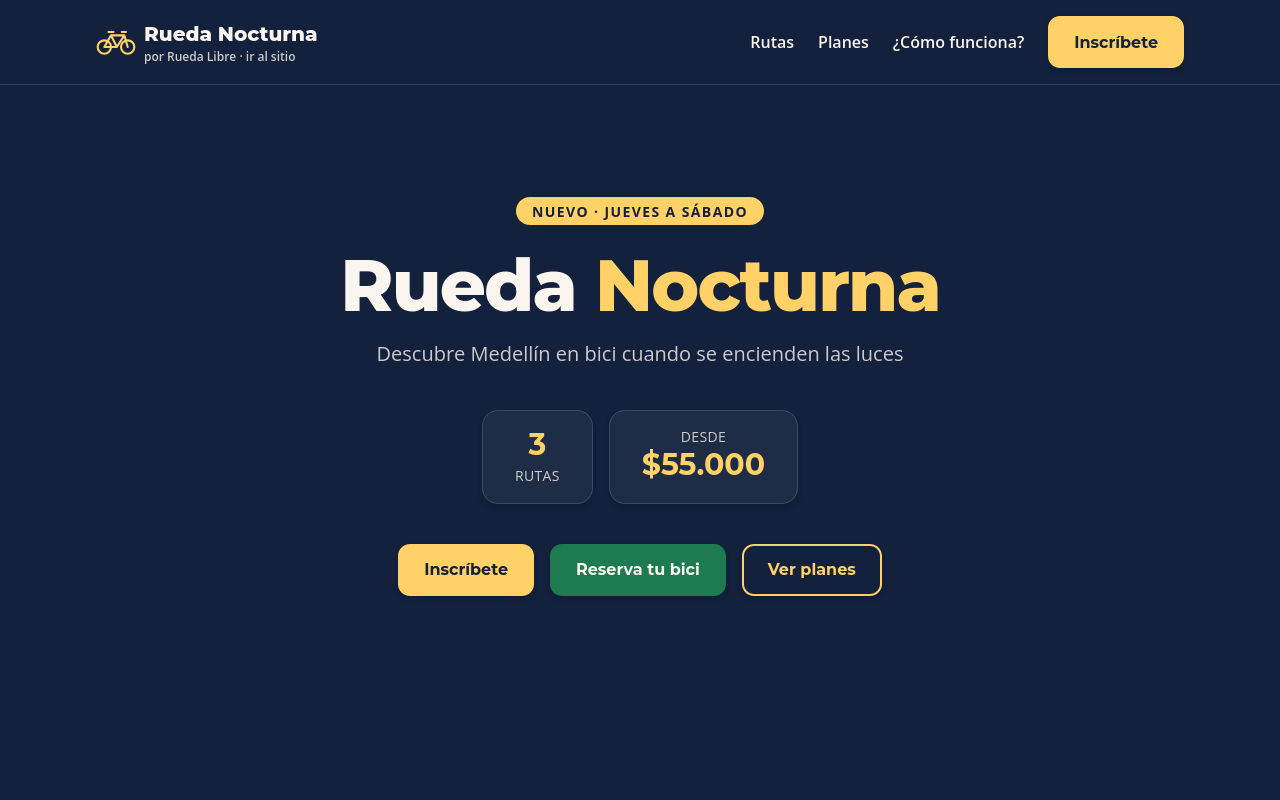 Rueda Nocturna
por Rueda Libre · ir al sitio
Rutas
Planes
¿Cómo funciona?
Inscríbete
NUEVO · JUEVES A SÁBADO
Rueda Nocturna
Descubre Medellín en bici cuando se encienden las luces
3
RUTAS
DESDE
$55.000
Inscríbete
Reserva tu bici
Ver planes